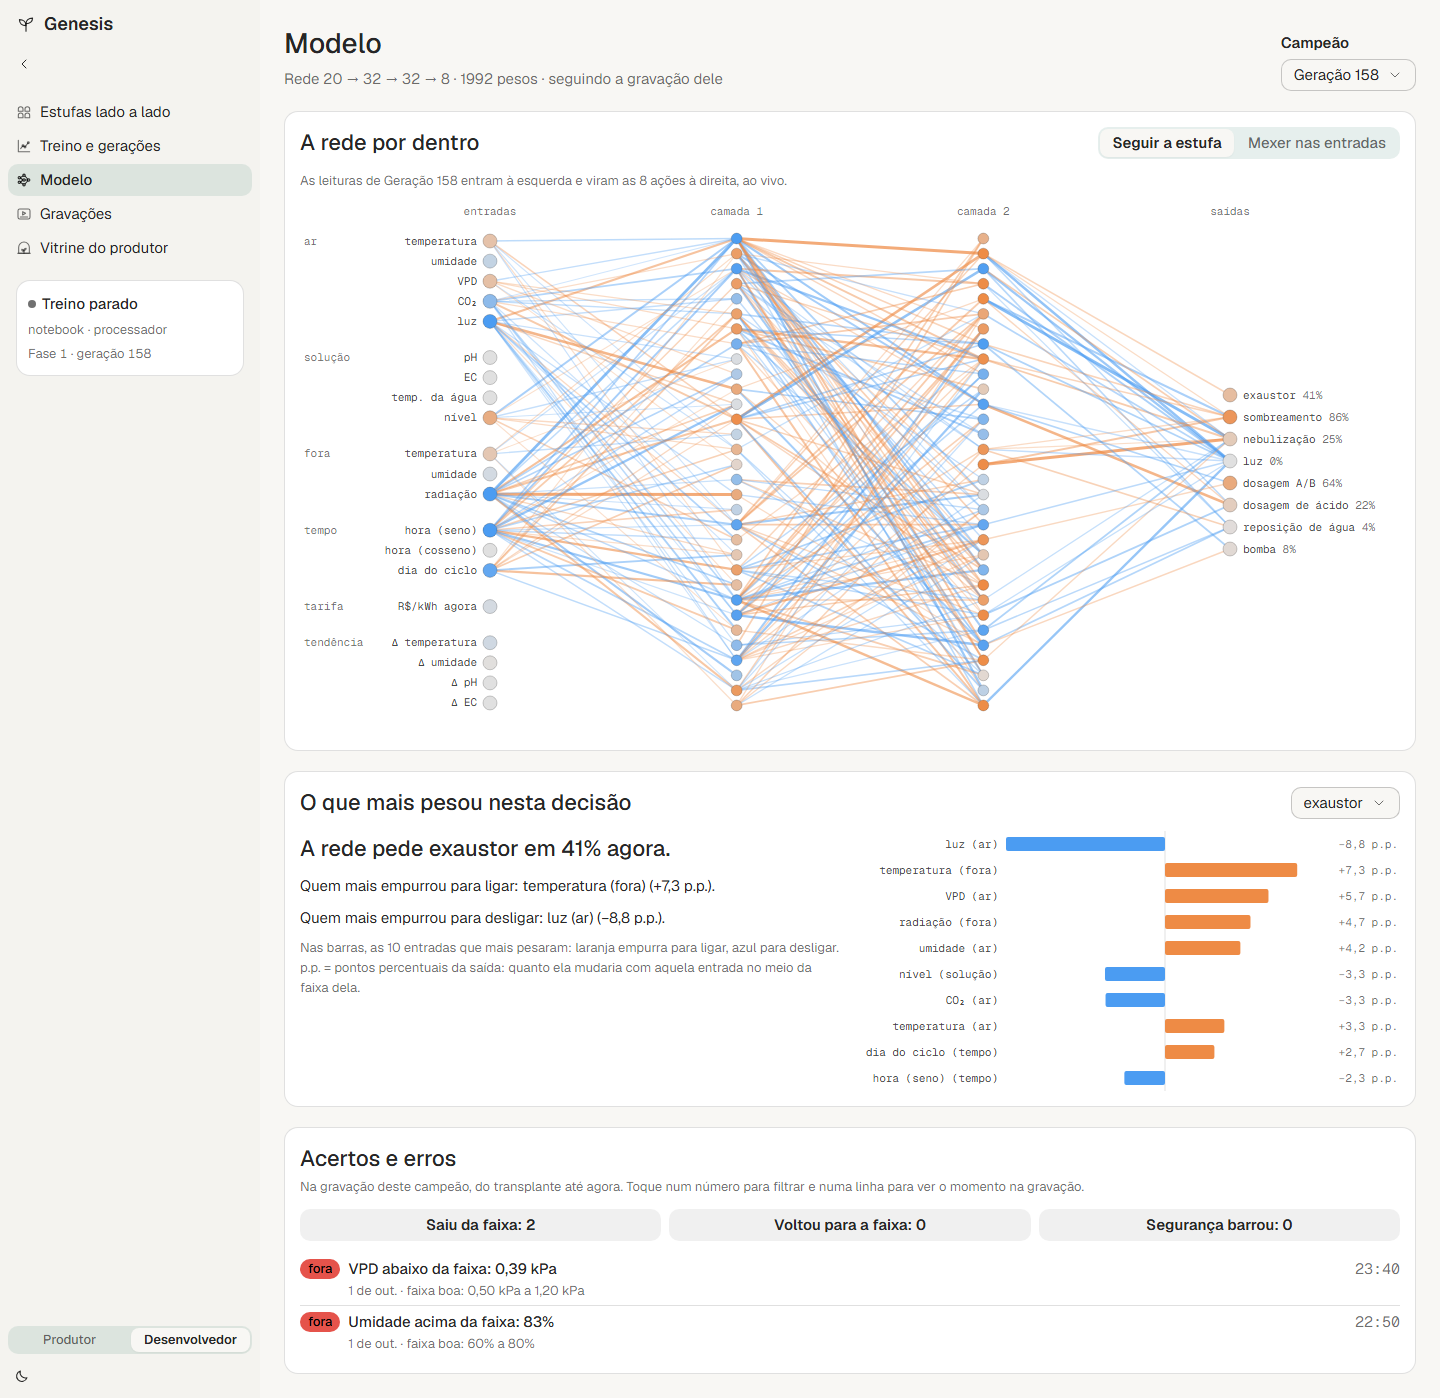 Genesis
Estufas lado a lado
Treino e gerações
Modelo
Gravações
Vitrine do produtor
Treino parado
notebook · processador
Fase 1 · geração 158
Produtor
Desenvolvedor
Modelo
Rede 20 → 32 → 32 → 8 · 1992 pesos · seguindo a gravação dele
Campeão
Geração 158
A rede por dentro
Seguir a estufa
Mexer nas entradas
As leituras de Geração 158 entram à esquerda e viram as 8 ações à direita, ao vivo.
entradas
camada 1
camada 2
saídas
ar
temperatura
umidade
VPD
CO₂
luz
solução
pH
EC
temp. da água
nível
fora
temperatura
umidade
radiação
tempo
hora (seno)
hora (cosseno)
dia do ciclo
tarifa
R$/kWh agora
tendência
Δ temperatura
Δ umidade
Δ pH
Δ EC
exaustor 41%
sombreamento 86%
nebulização 25%
luz 0%
dosagem A/B 64%
dosagem de ácido 22%
reposição de água 4%
bomba 8%
O que mais pesou nesta decisão
exaustor
A rede pede exaustor em 41% agora.
Quem mais empurrou para ligar: temperatura (fora) (+7,3 p.p.).
Quem mais empurrou para desligar: luz (ar) (−8,8 p.p.).
Nas barras, as 10 entradas que mais pesaram: laranja empurra para ligar, azul para desligar.
p.p. = pontos percentuais da saída: quanto ela mudaria com aquela entrada no meio da
faixa dela.
luz (ar) −8,8 p.p.
temperatura (fora) +7,3 p.p.
VPD (ar) +5,7 p.p.
radiação (fora) +4,7 p.p.
umidade (ar) +4,2 p.p.
nível (solução) −3,3 p.p.
CO₂ (ar) −3,3 p.p.
temperatura (ar) +3,3 p.p.
dia do ciclo (tempo) +2,7 p.p.
hora (seno) (tempo) −2,3 p.p.
Acertos e erros
Na gravação deste campeão, do transplante até agora. Toque num número para filtrar e numa linha para ver o momento na gravação.
Saiu da faixa: 2
Voltou para a faixa: 0
Segurança barrou: 0
fora VPD abaixo da faixa: 0,39 kPa 23:40
1 de out. · faixa boa: 0,50 kPa a 1,20 kPa
fora Umidade acima da faixa: 83% 22:50
1 de out. · faixa boa: 60% a 80%